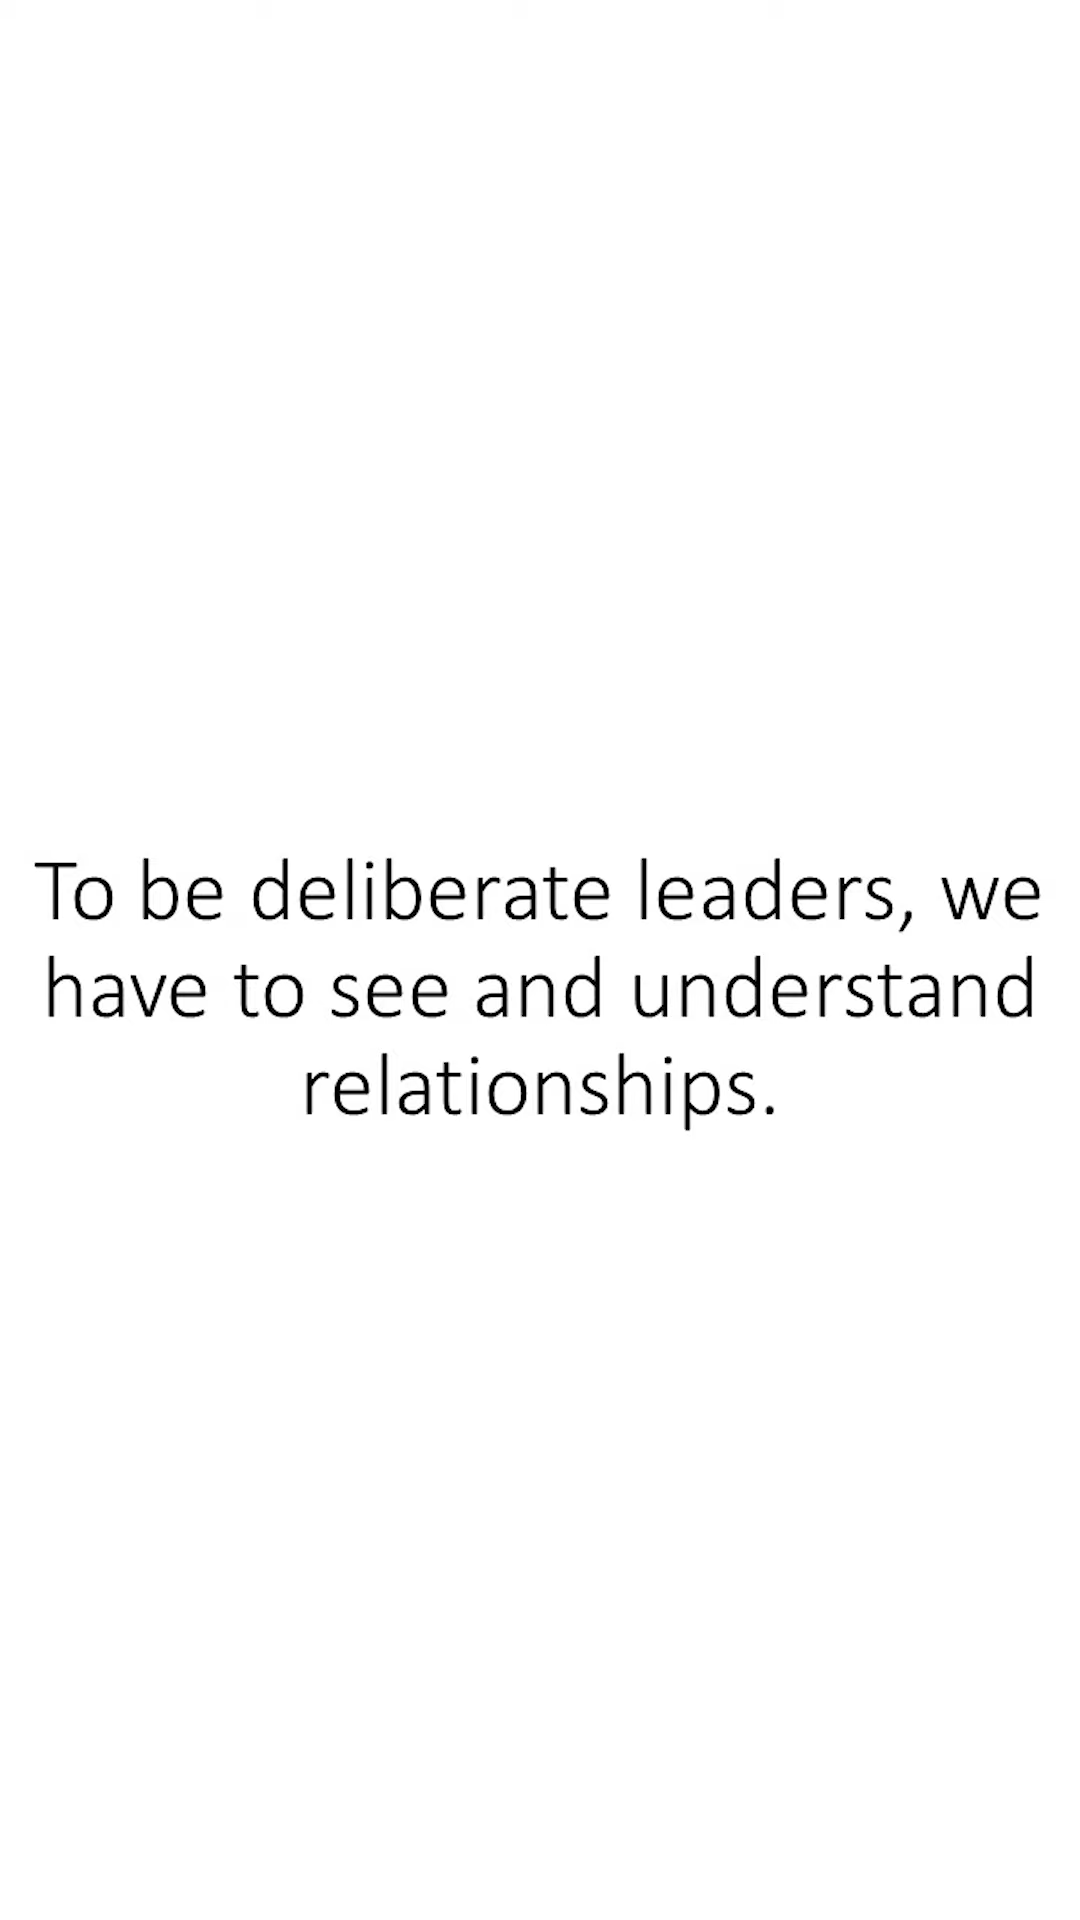 To be deliberate leaders, we
have to see and understand
relationships.